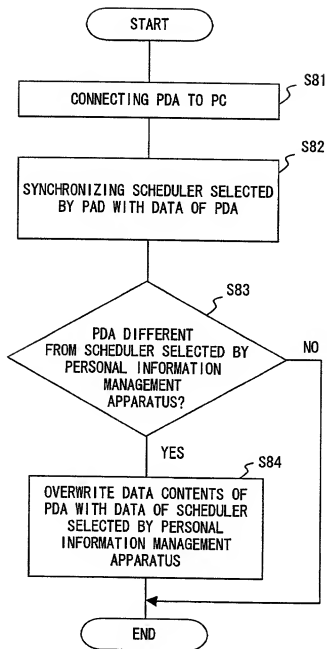 START
S81
CONNECTING PDA TO PC
S82
SYNCHRONIZING SCHEDULER SELECTED
BY PAD WITH DATA OF PDA
S83
PDA DIFFERENT
FROM SCHEDULER SELECTED BY
PERSONAL INFORMATION
MANAGEMENT
APPARATUS?
NO
YES
S84
OVERWRITE DATA CONTENTS OF
PDA WITH DATA OF SCHEDULER
SELECTED BY PERSONAL
INFORMATION MANAGEMENT
APPARATUS
END